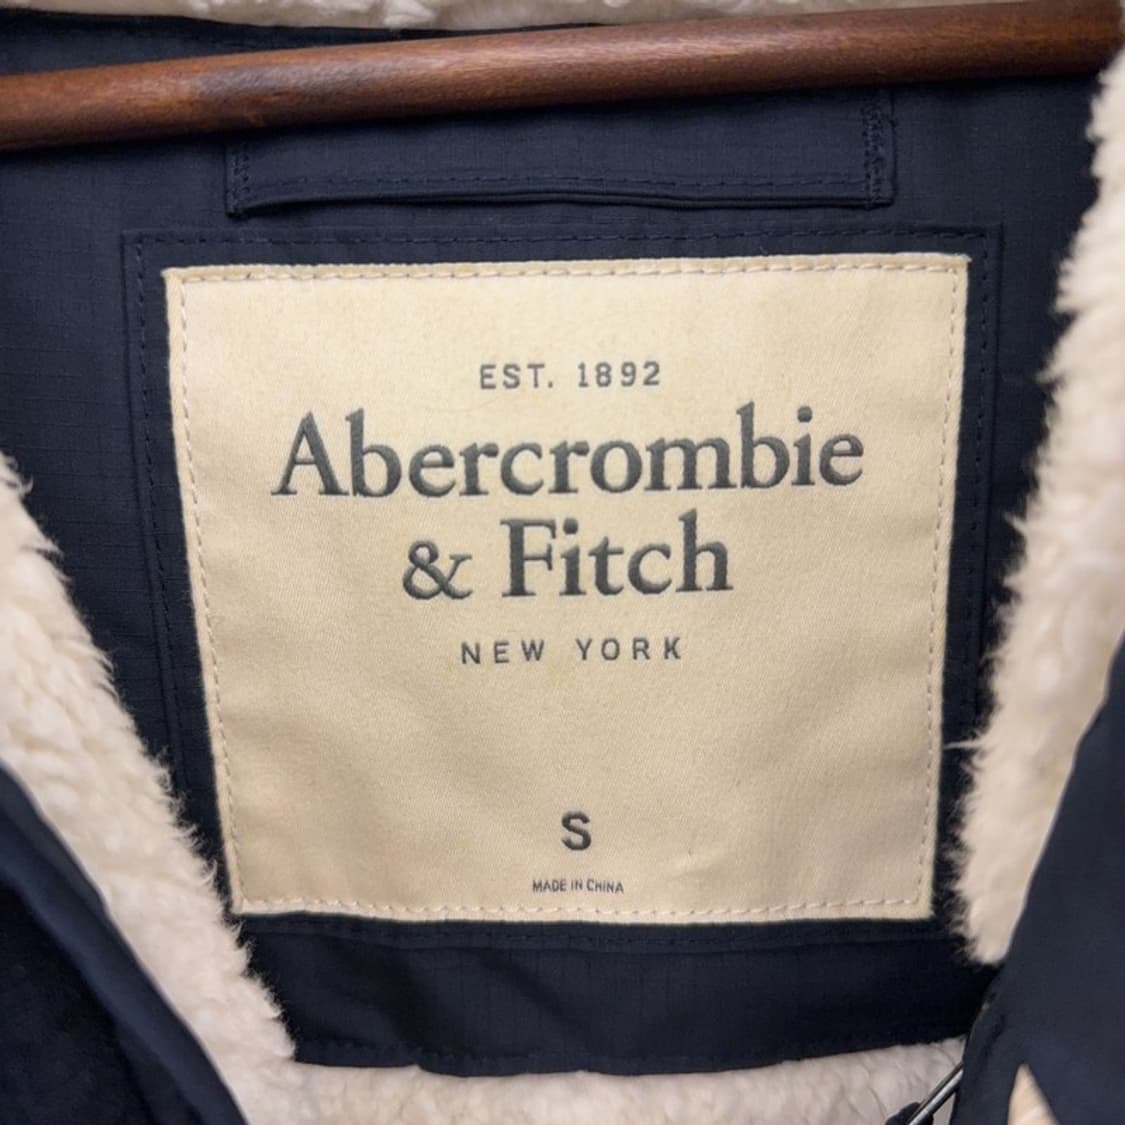 EST. 1892
Abercrombie
& Fitch
NEW YORK
S
MADE IN CHINA